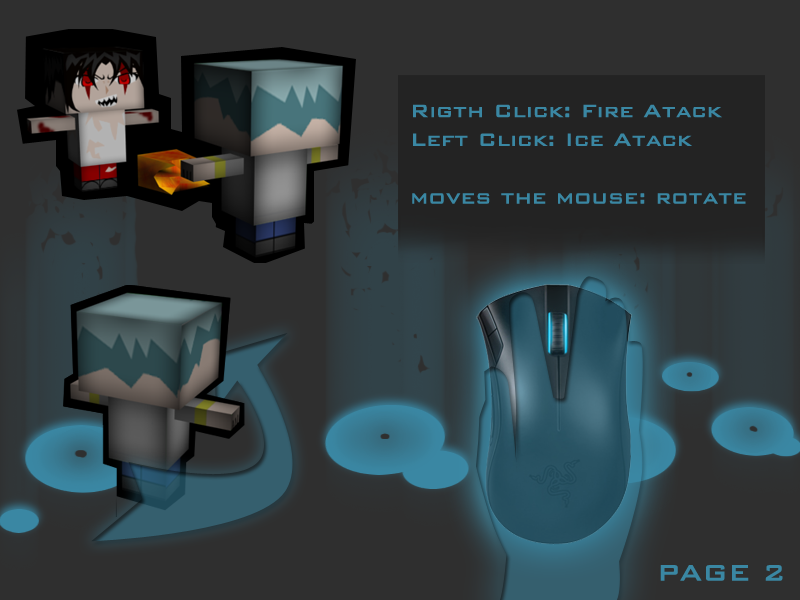 Rigth Click: Fire Atack
Left Click: Ice Atack
moves the mouse: rotate
PAGE 2